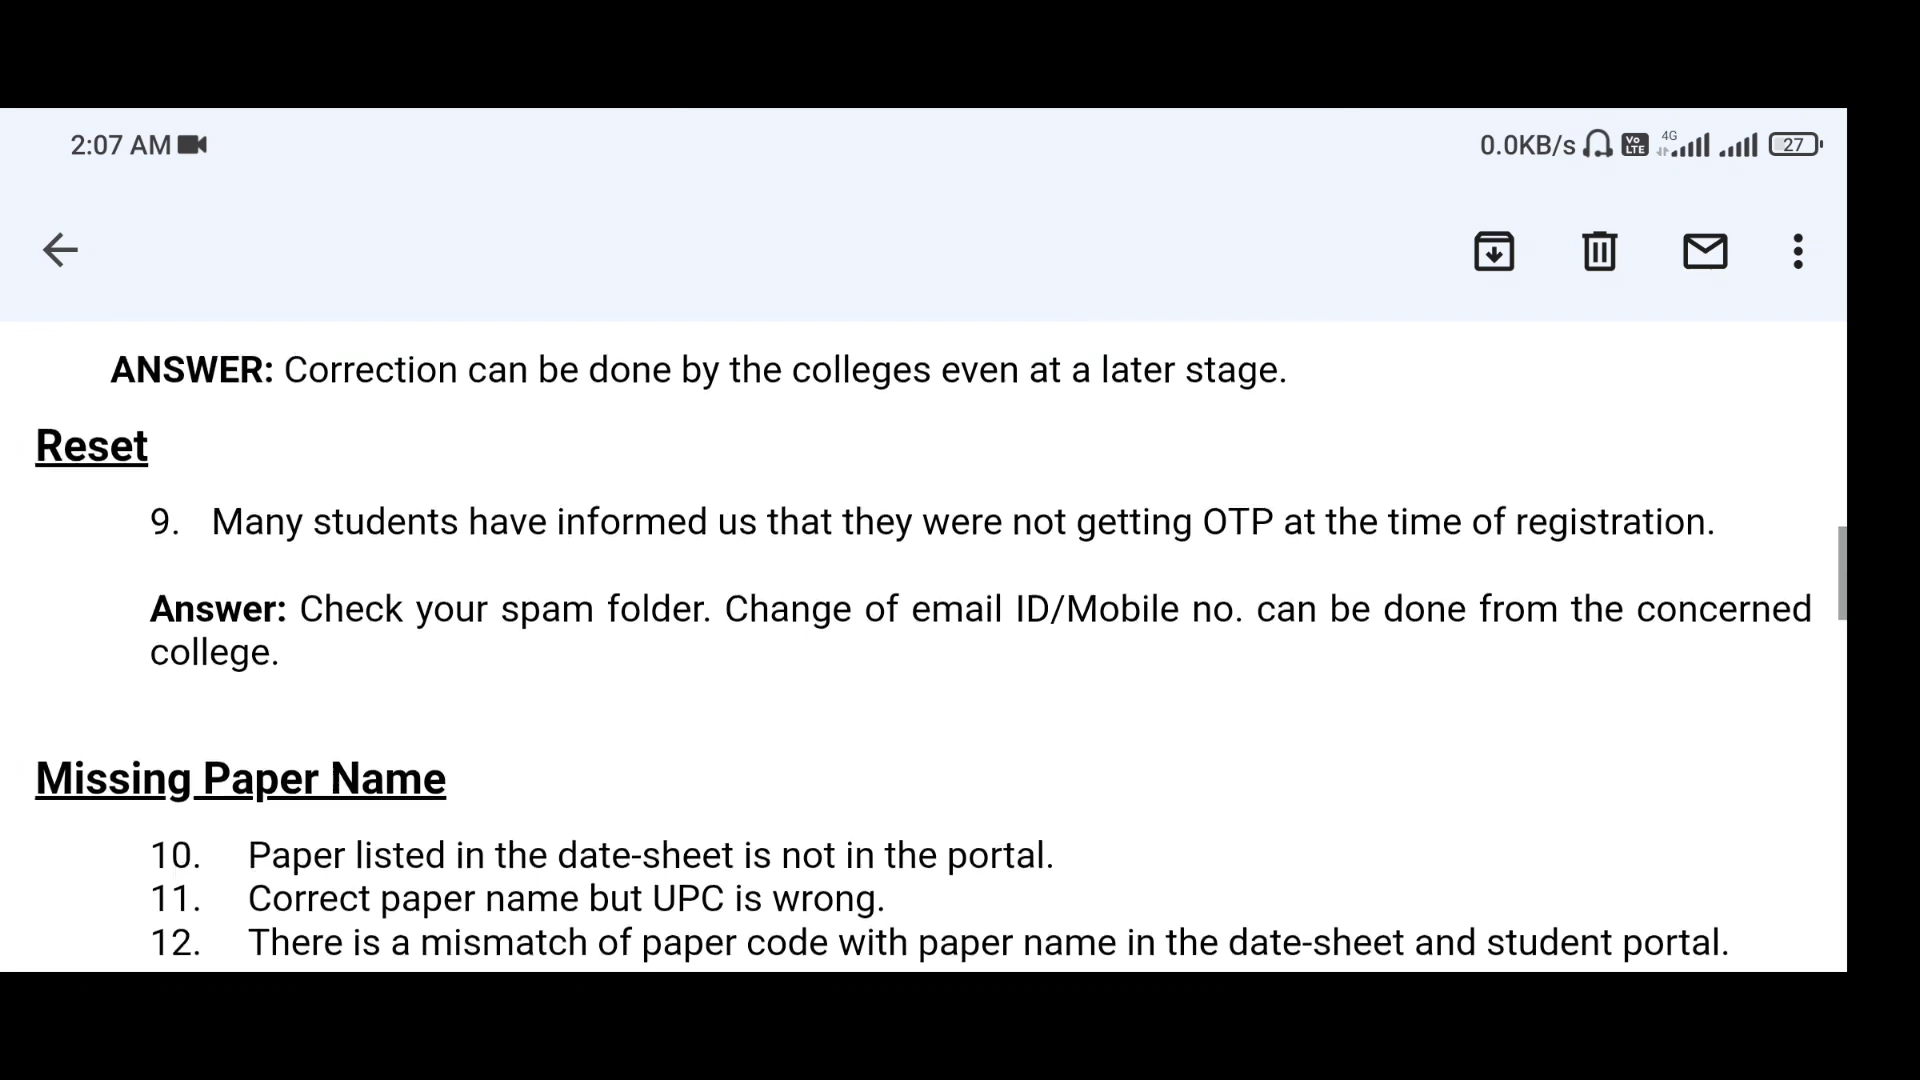 2:07 AM 0.0KB/s Vo LTE 4G 27
ANSWER: Correction can be done by the colleges even at a later stage.
Reset
9. Many students have informed us that they were not getting OTP at the time of registration.
Answer: Check your spam folder. Change of email ID/Mobile no. can be done from the concerned
college.
Missing Paper Name
10. Paper listed in the date-sheet is not in the portal.
11. Correct paper name but UPC is wrong.
12. There is a mismatch of paper code with paper name in the date-sheet and student portal.